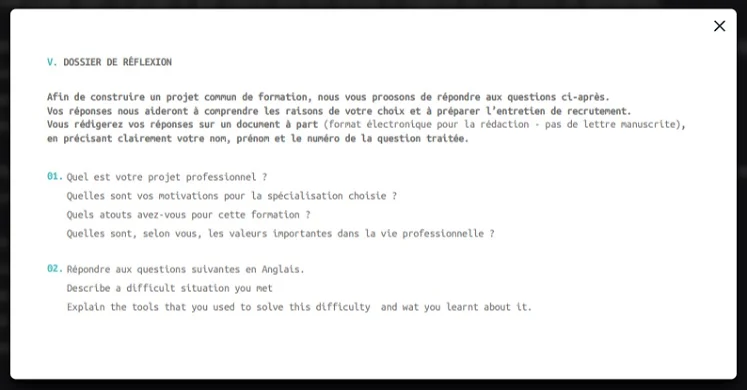 V. DOSSIER DE RÉFLEXION
Afin de construire un projet commun de formation, nous vous proosons de répondre aux questions ci-après.
Vos réponses nous aideront à comprendre les raisons de votre choix et à préparer l'entretien de recrutement.
Vous rédigerez vos réponses sur un document à part (format électronique pour la rédaction - pas de lettre manuscrite),
en précisant clairement votre nom, prénom et le numéro de la question traitée.
01. Quel est votre projet professionnel ?
Quelles sont vos motivations pour la spécialisation choisie ?
Quels atouts avez-vous pour cette formation ?
Quelles sont, selon vous, les valeurs importantes dans la vie professionnelle ?
02. Répondre aux questions suivantes en Anglais.
Describe a difficult situation you met
Explain the tools that you used to solve this difficulty and wat you learnt about it.